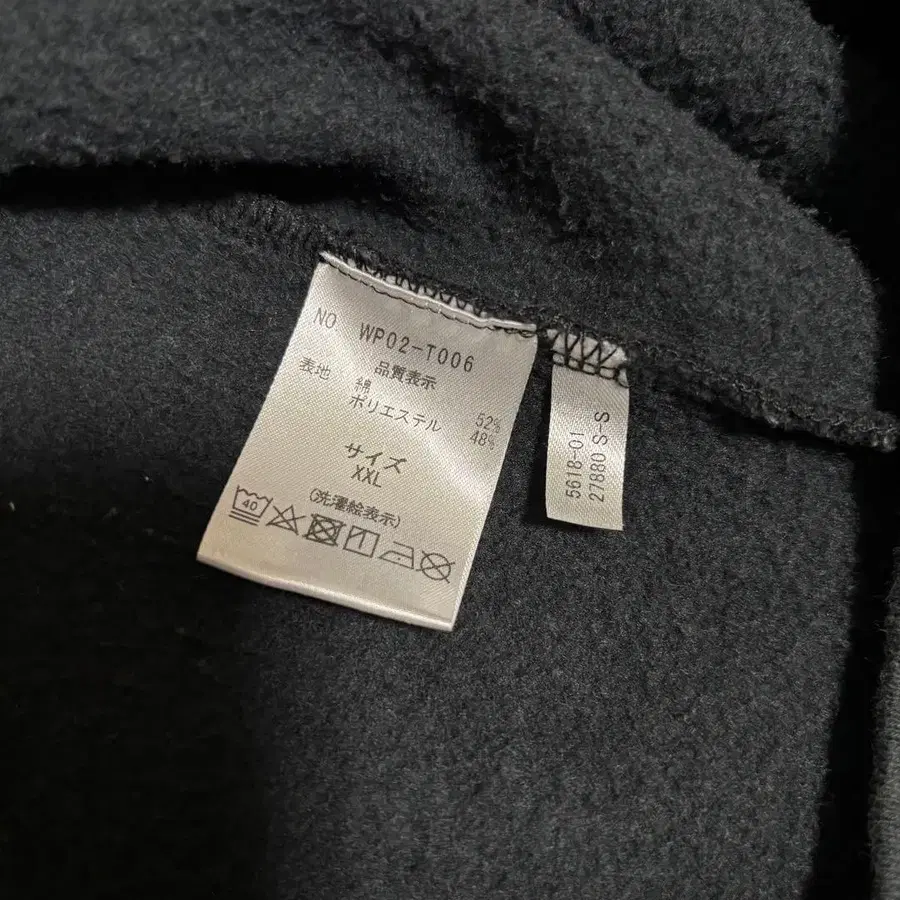 NO. WP02-T006
品質表示
表地 綿 52%
ポリエステル 48%
サイズ
XXL
(洗濯絵表示)
40
5618-01
27880 S-S